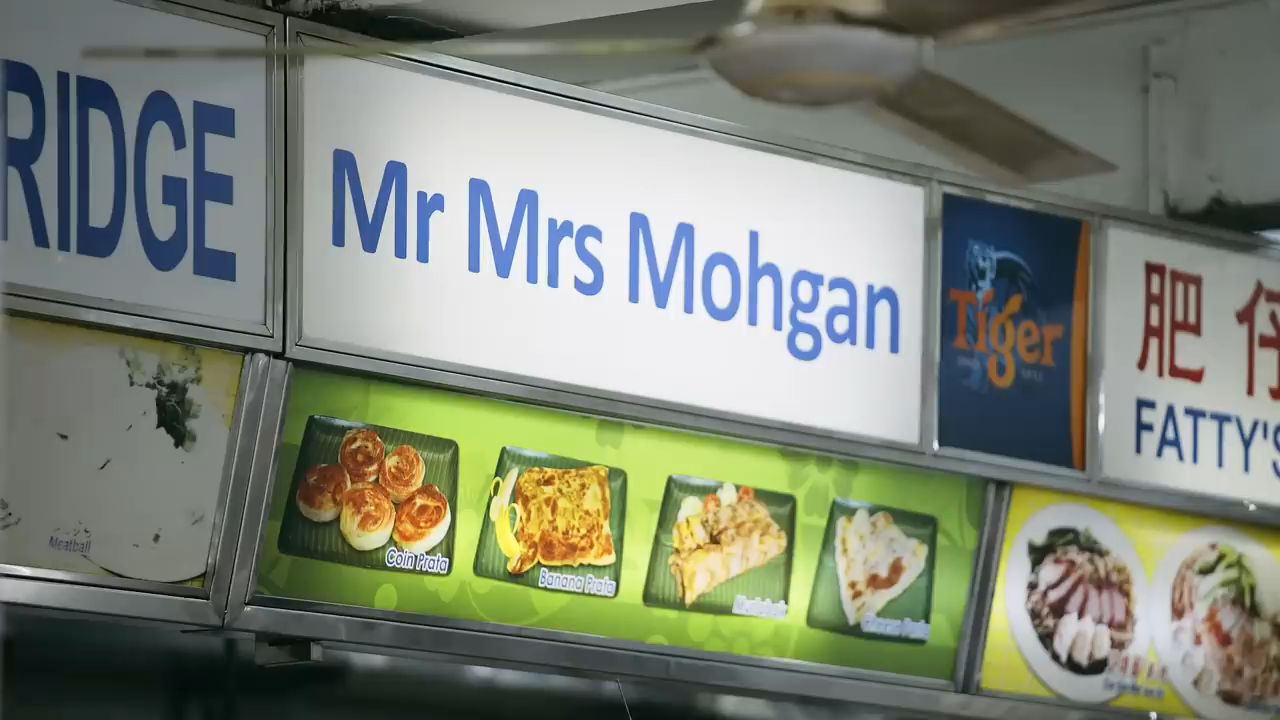 RIDGE
Mr Mrs Mohgan
Tiger
肥仔
FATTY'S
Meatball
Coin Prata
Banana Prata